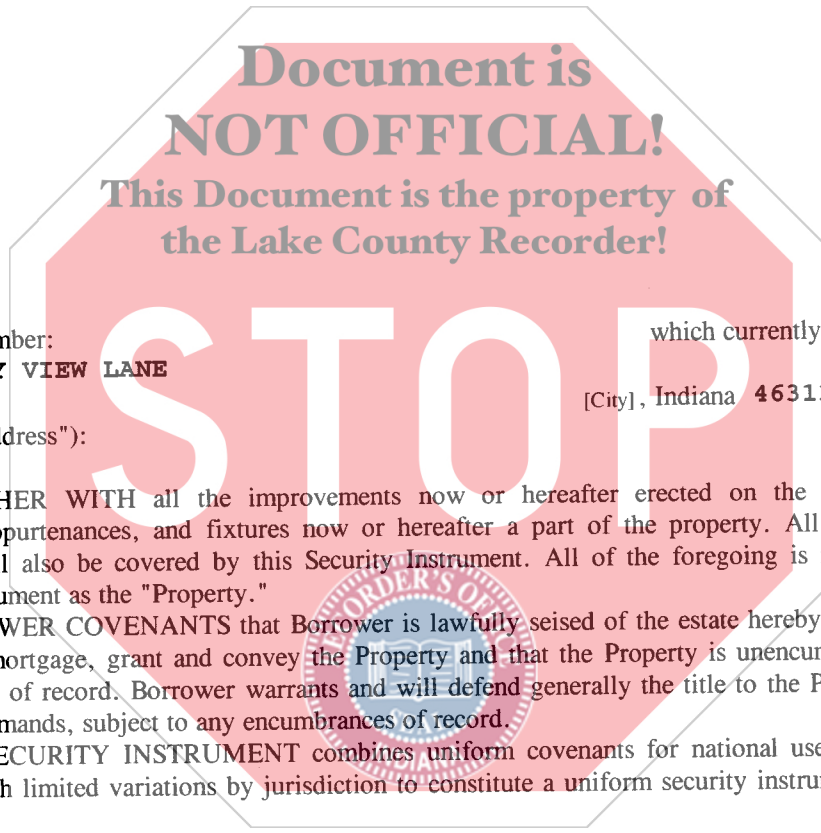 Document is
NOT OFFICIAL!
This Document is the property of
the Lake County Recorder!
STOP
mber: which currently
Y VIEW LANE
[City], Indiana 4631
ddress"):
HER WITH all the improvements now or hereafter erected on the
ppurtenances, and fixtures now or hereafter a part of the property. All
l also be covered by this Security Instrument. All of the foregoing is
ument as the "Property."
WER COVENANTS that Borrower is lawfully seised of the estate hereby
nortgage, grant and convey the Property and that the Property is unencum
of record. Borrower warrants and will defend generally the title to the P
mands, subject to any encumbrances of record.
ECURITY INSTRUMENT combines uniform covenants for national use
h limited variations by jurisdiction to constitute a uniform security instru
RECORDER'S OFFICE